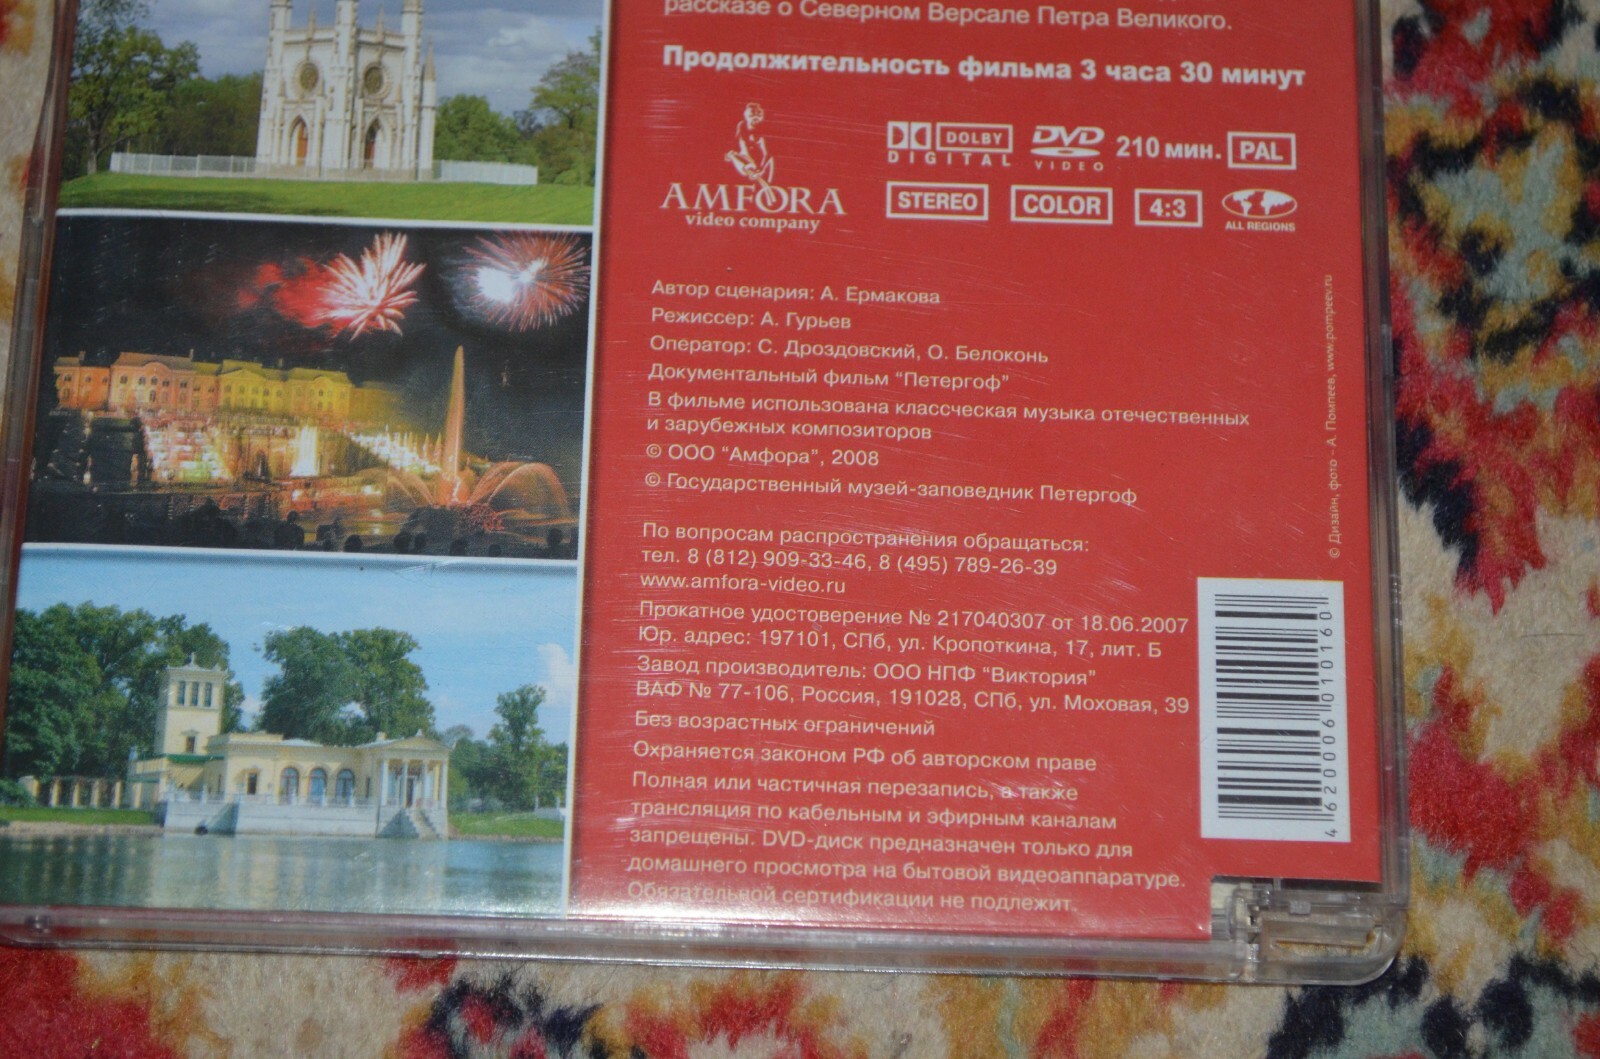 рассказе о Северном Версале Петра Великого.
Продолжительность фильма 3 часа 30 минут
AMFORA
video company
DOLBY
DIGITAL
DVD
VIDEO
210 мин.
PAL
STEREO
COLOR
4:3
ALL REGIONS
Автор сценария: А. Ермакова
Режиссер: А. Гурьев
Оператор: С. Дроздовский, О. Белоконь
Документальный фильм “Петергоф”
В фильме использована классческая музыка отечественных
и зарубежных композиторов
© ООО “Амфора”, 2008
© Государственный музей-заповедник Петергоф
По вопросам распространения обращаться:
тел. 8 (812) 909-33-46, 8 (495) 789-26-39
www.amfora-video.ru
Прокатное удостоверение № 217040307 от 18.06.2007
Юр. адрес: 197101, СПб, ул. Кропоткина, 17, лит. Б
Завод производитель: ООО НПФ “Виктория”
ВАФ № 77-106, Россия, 191028, СПб, ул. Моховая, 39
Без возрастных ограничений
Охраняется законом РФ об авторском праве
Полная или частичная перезапись, а также
трансляция по кабельным и эфирным каналам
запрещены. DVD-диск предназначен только для
домашнего просмотра на бытовой видеоаппаратуре.
Обязательной сертификации не подлежит.
© Дизайн, фото - А. Помпеев, www.pompeev.ru
4620006010160